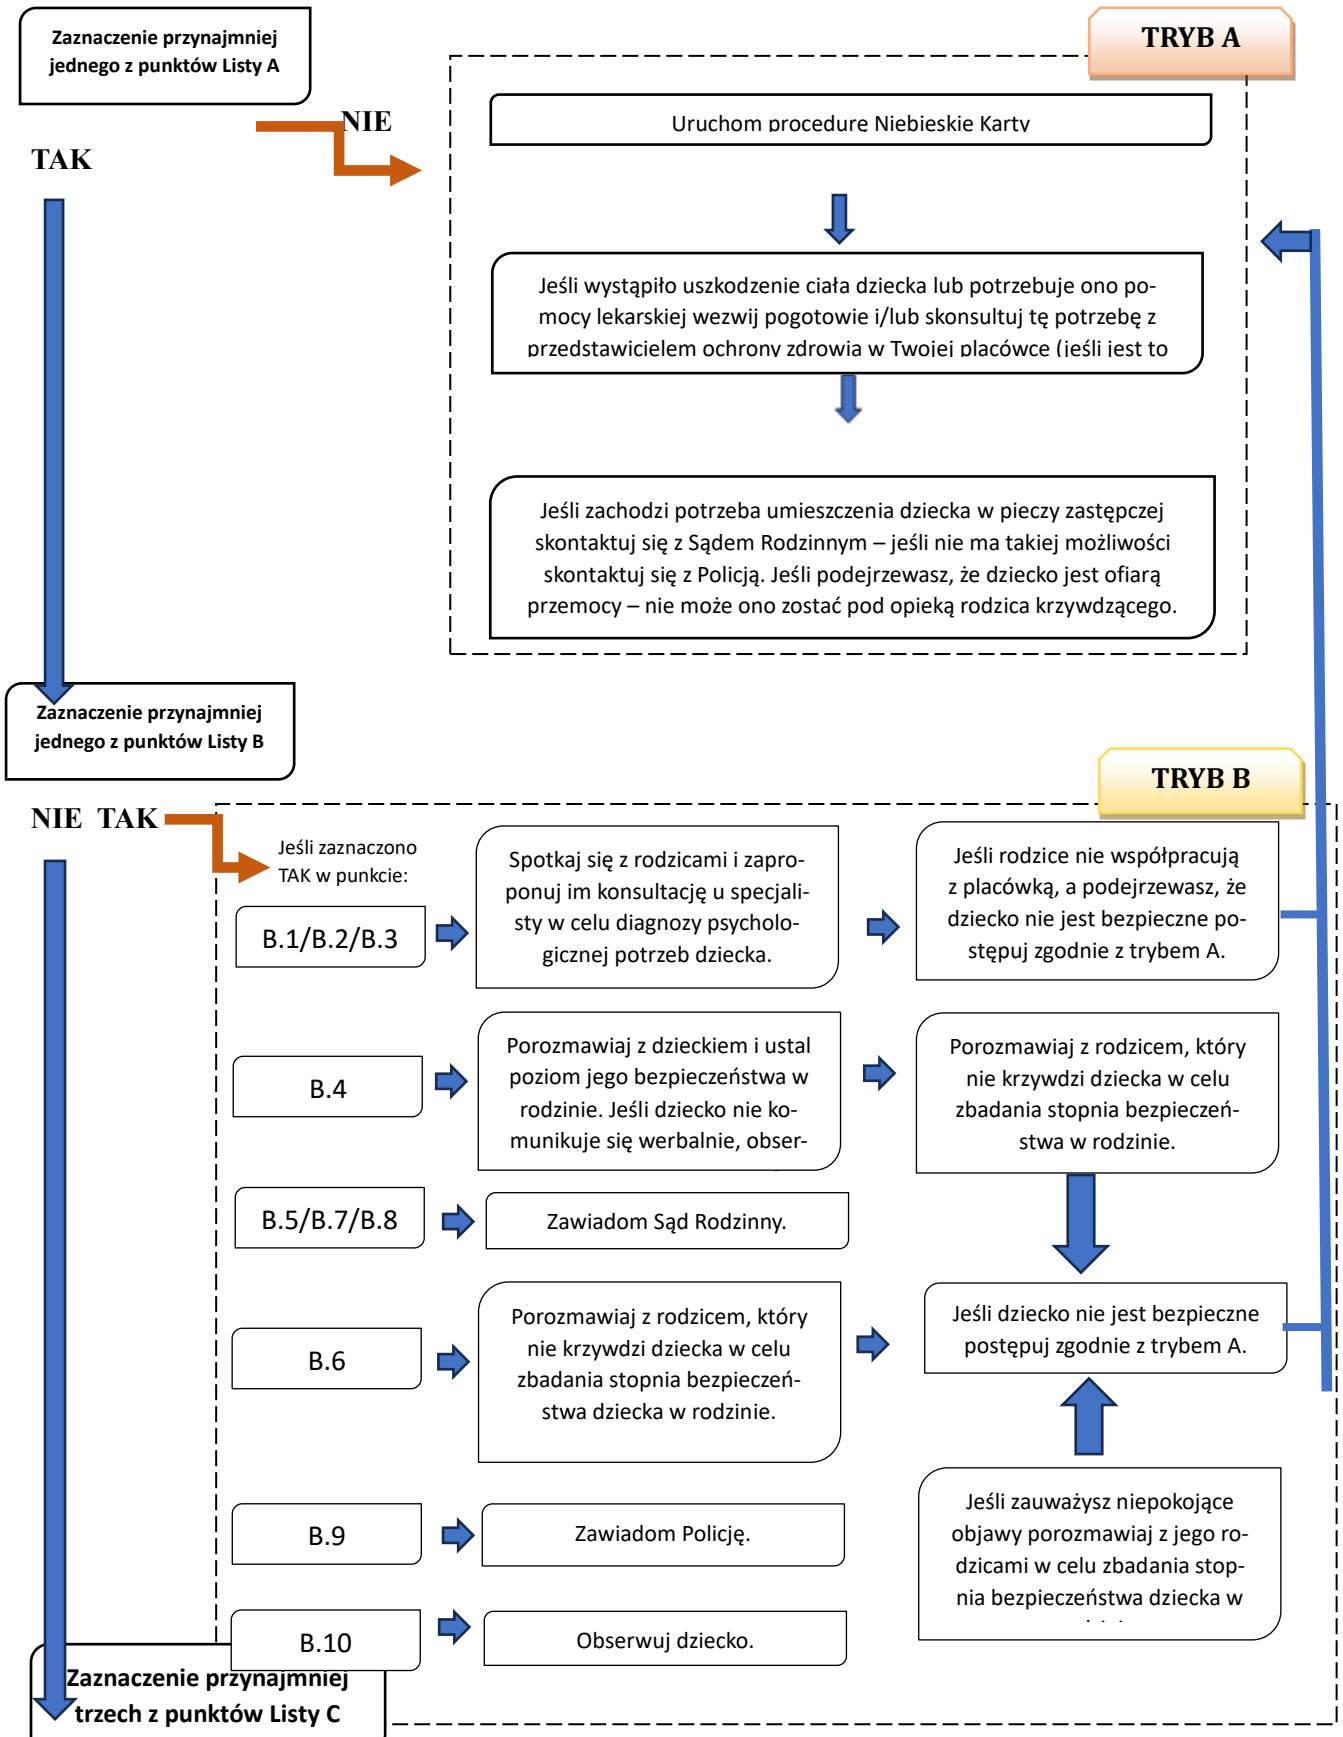 Zaznaczenie przynajmniej
jednego z punktów Listy A
TRYB A
NIE
TAK
Uruchom procedurę Niebieskie Karty
Jeśli wystąpiło uszkodzenie ciała dziecka lub potrzebuje ono po-
mocy lekarskiej wezwij pogotowie i/lub skonsultuj tę potrzebę z
przedstawicielem ochrony zdrowia w Twojej placówce (jeśli jest to
Jeśli zachodzi potrzeba umieszczenia dziecka w pieczy zastępczej
skontaktuj się z Sądem Rodzinnym – jeśli nie ma takiej możliwości
skontaktuj się z Policją. Jeśli podejrzewasz, że dziecko jest ofiarą
przemocy – nie może ono zostać pod opieką rodzica krzywdzącego.
Zaznaczenie przynajmniej
jednego z punktów Listy B
TRYB B
NIE TAK
Jeśli zaznaczono
TAK w punkcie:
B.1/B.2/B.3
Spotkaj się z rodzicami i zapro-
ponuj im konsultację u specjali-
sty w celu diagnozy psycholo-
gicznej potrzeb dziecka.
Jeśli rodzice nie współpracują
z placówką, a podejrzewasz, że
dziecko nie jest bezpieczne po-
stępuj zgodnie z trybem A.
B.4
Porozmawiaj z dzieckiem i ustal
poziom jego bezpieczeństwa w
rodzinie. Jeśli dziecko nie ko-
munikuje się werbalnie, obser-
Porozmawiaj z rodzicem, który
nie krzywdzi dziecka w celu
zbadania stopnia bezpieczeń-
stwa w rodzinie.
B.5/B.7/B.8
Zawiadom Sąd Rodzinny.
B.6
Porozmawiaj z rodzicem, który
nie krzywdzi dziecka w celu
zbadania stopnia bezpieczeń-
stwa dziecka w rodzinie.
Jeśli dziecko nie jest bezpieczne
postępuj zgodnie z trybem A.
B.9
Zawiadom Policję.
Jeśli zauważysz niepokojące
objawy porozmawiaj z jego ro-
dzicami w celu zbadania stop-
nia bezpieczeństwa dziecka w
B.10
Obserwuj dziecko.
Zaznaczenie przynajmniej
trzech z punktów Listy C